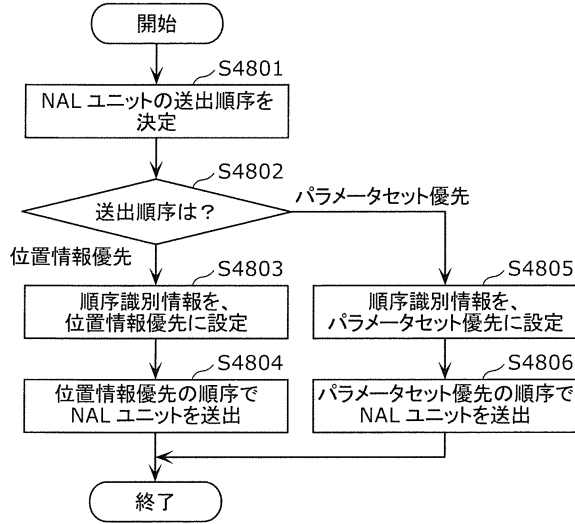 開始
S4801
NAL ユニットの送出順序を
決定
S4802
送出順序は？
パラメータセット優先
位置情報優先
S4803
順序識別情報を、
位置情報優先に設定
S4805
順序識別情報を、
パラメータセット優先に設定
S4804
位置情報優先の順序で
NAL ユニットを送出
S4806
パラメータセット優先の順序で
NAL ユニットを送出
終了